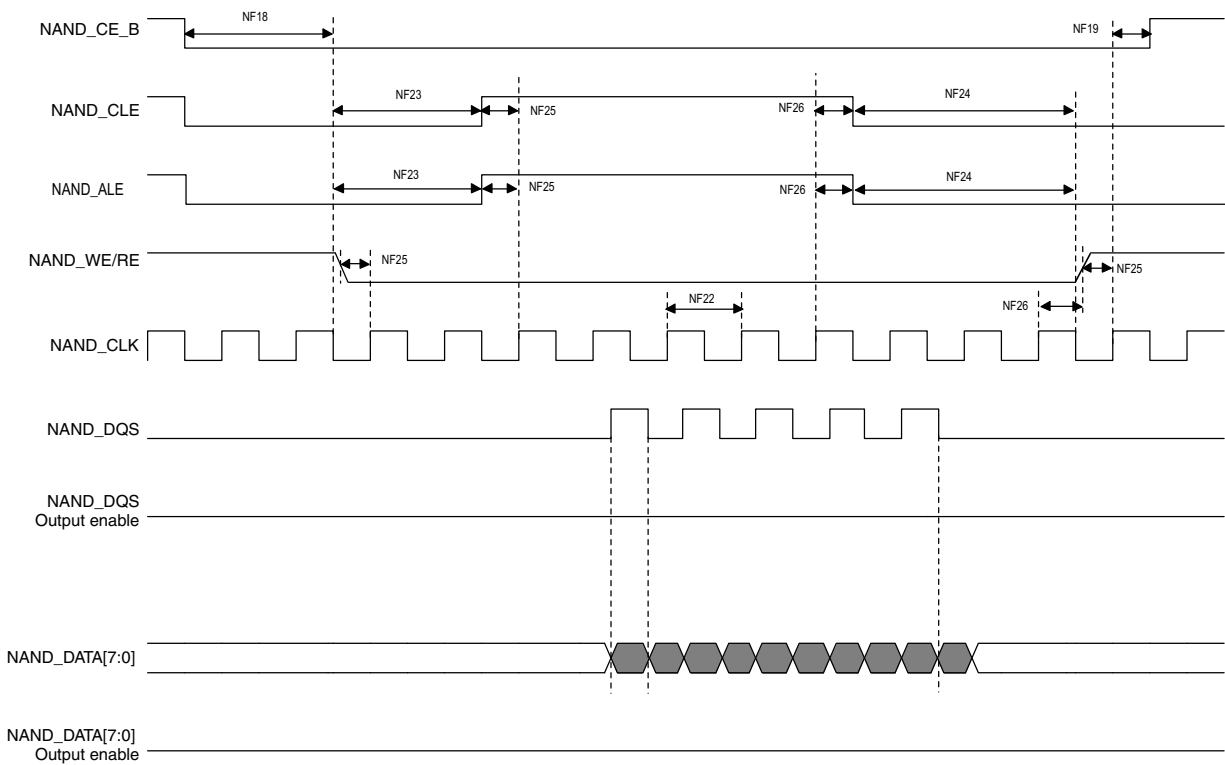 NF18
NAND_CE_B
NF19
NF23
NF25
NF26
NF24
NAND_CLE
NF23
NF25
NF26
NF24
NAND_ALE
NAND_WE/RE
NF25
NF25
NF22
NF26
NAND_CLK
NAND_DQS
NAND_DQS
Output enable
NAND_DATA[7:0]
NAND_DATA[7:0]
Output enable